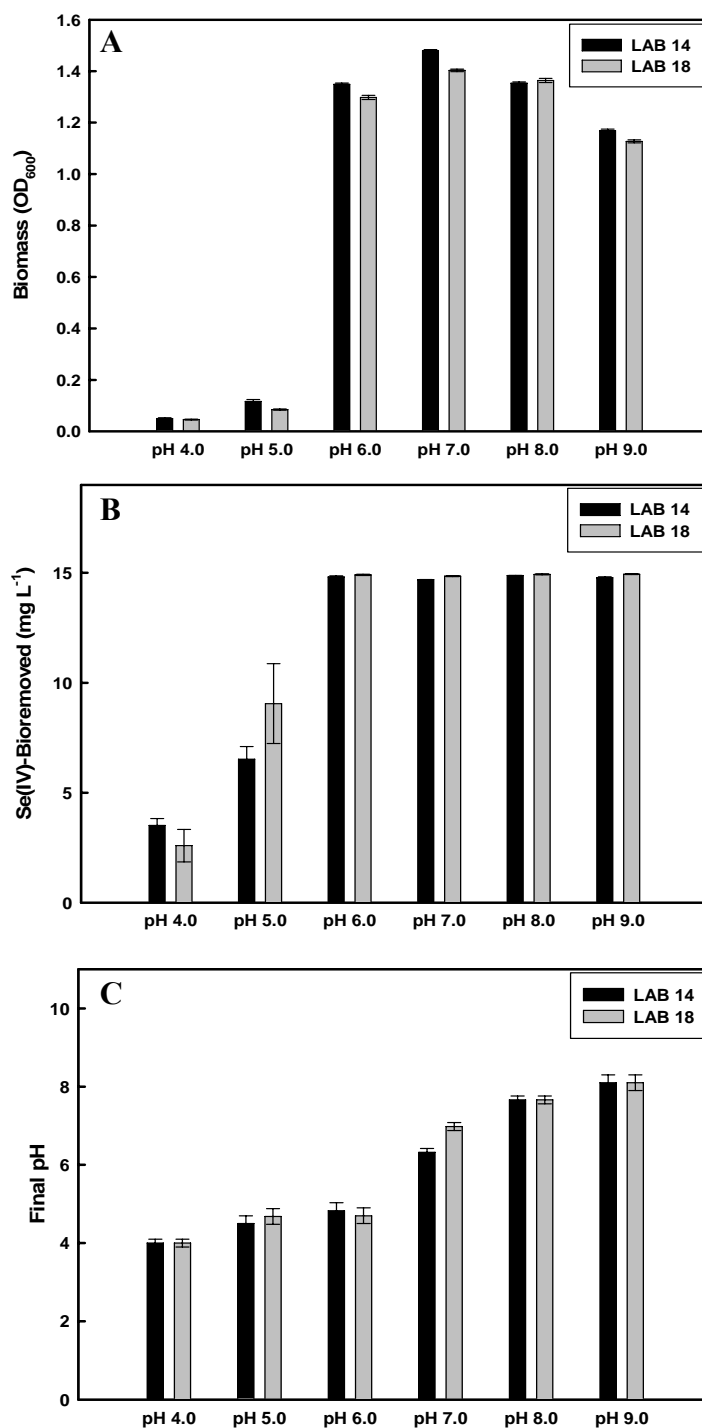 A
LAB 14
LAB 18
Biomass (OD600)
1.6
1.4
1.2
1.0
0.8
0.6
0.4
0.2
0.0
pH 4.0 pH 5.0 pH 6.0 pH 7.0 pH 8.0 pH 9.0
B
LAB 14
LAB 18
Se(IV)-Bioremoved (mg L-1)
15
10
5
0
pH 4.0 pH 5.0 pH 6.0 pH 7.0 pH 8.0 pH 9.0
C
LAB 14
LAB 18
Final pH
10
8
6
4
2
0
pH 4.0 pH 5.0 pH 6.0 pH 7.0 pH 8.0 pH 9.0